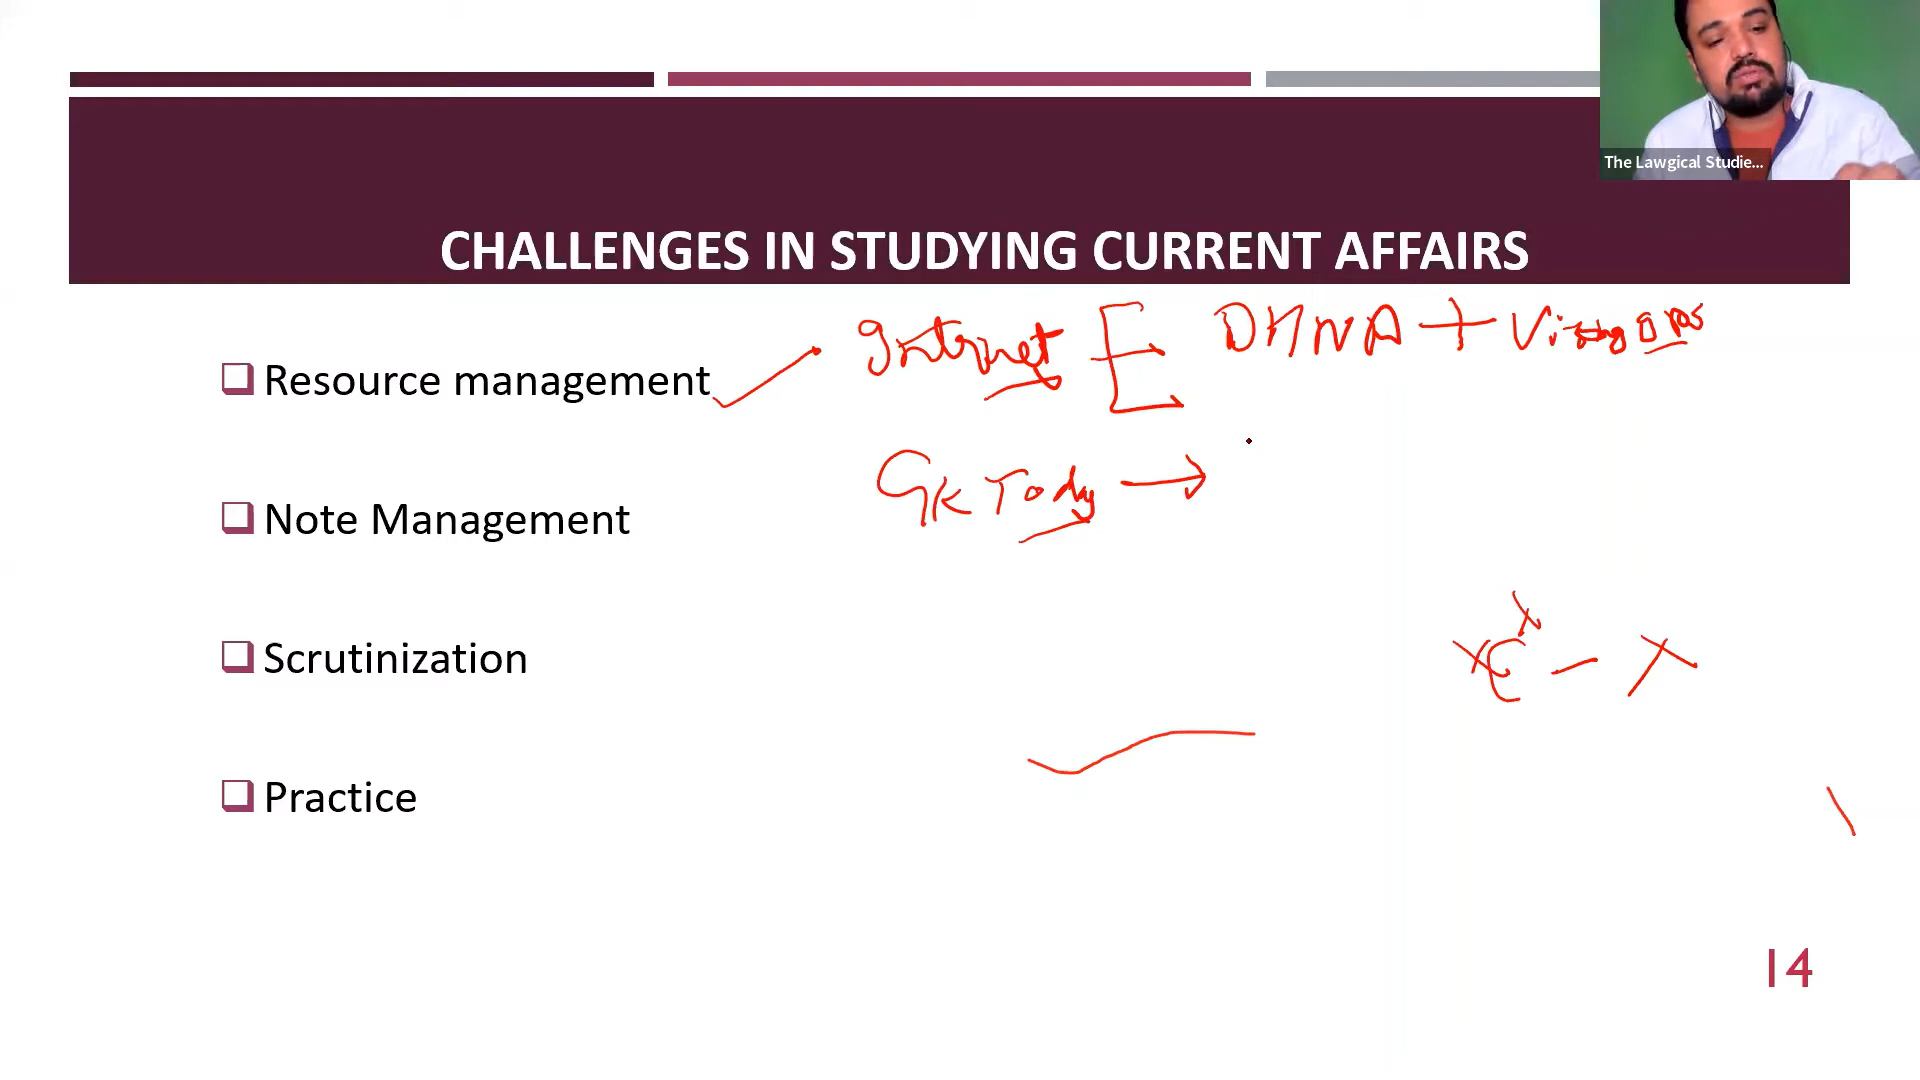 The Lawgical Studie...
CHALLENGES IN STUDYING CURRENT AFFAIRS
Internet DHNA +
Resource management
GK Today →
Note Management
Scrutinization
Practice
14